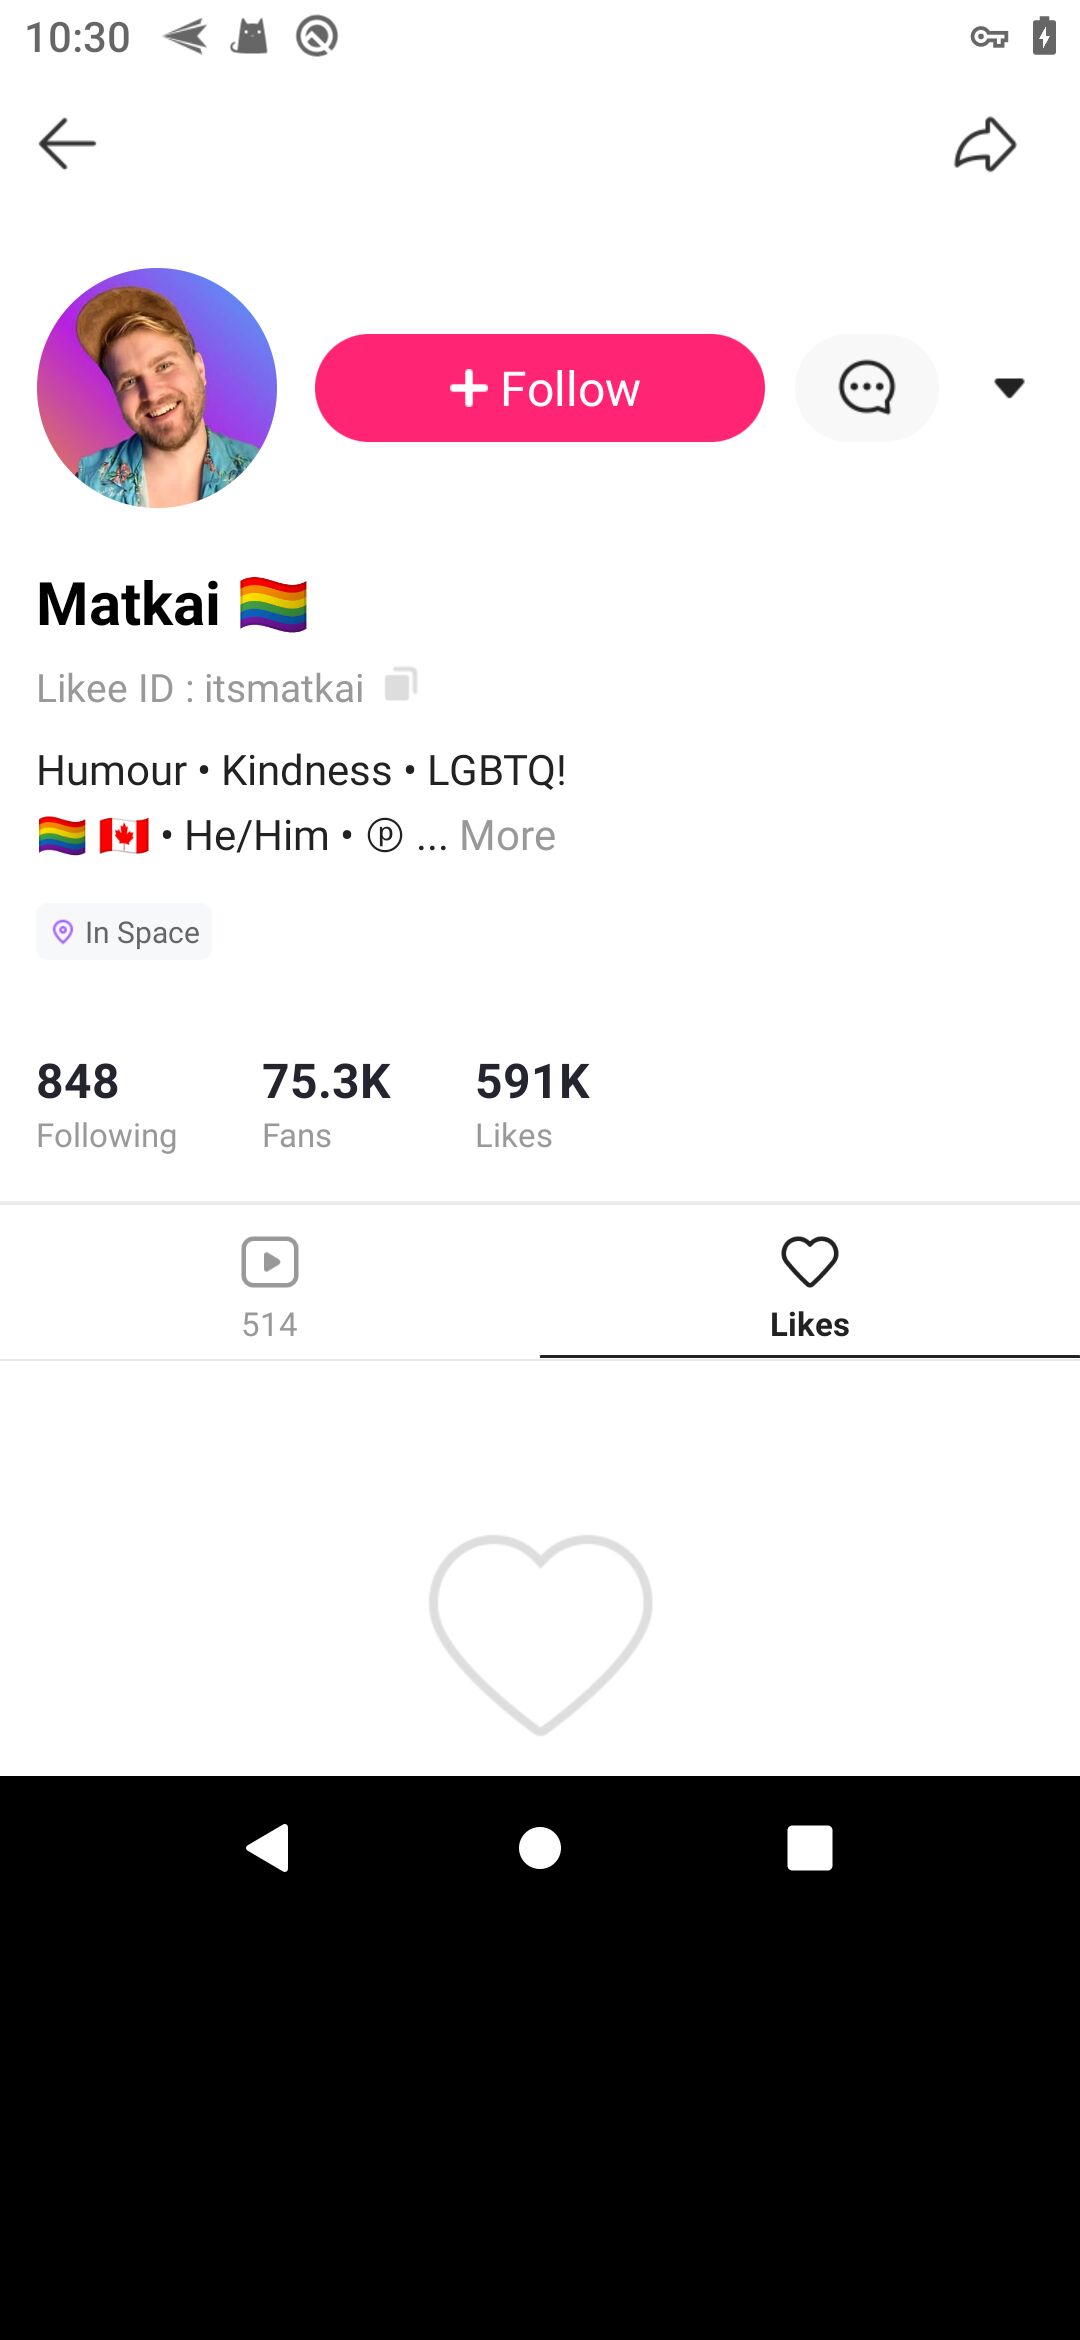 10:30
+ Follow
Matkai 🏳️‍🌈
Likee ID : itsmatkai
Humour • Kindness • LGBTQ!
🏳️‍🌈 🇨🇦 • He/Him • ⓟ ... More
In Space
848 75.3K 591K
Following Fans Likes
514 Likes